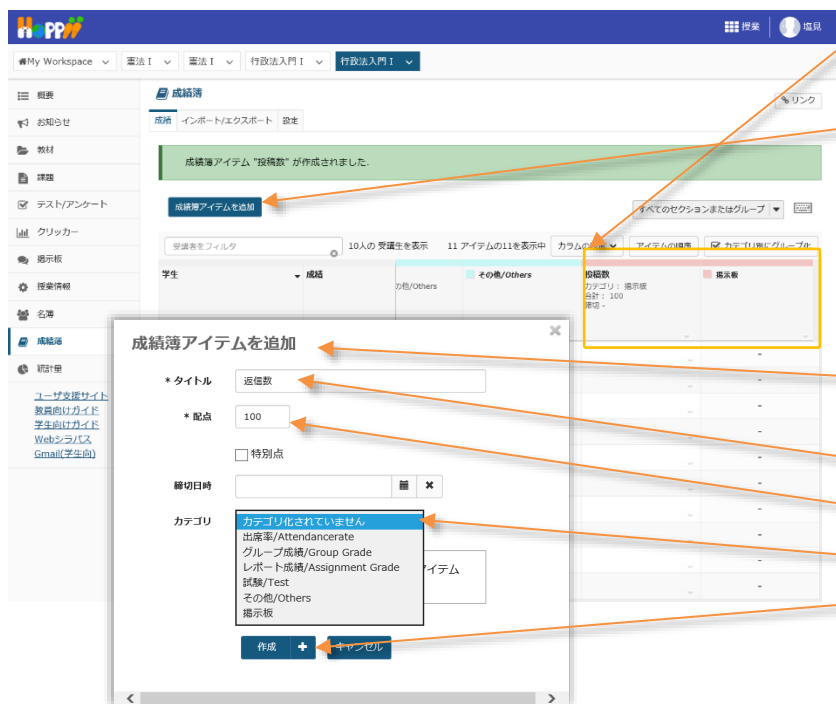 Hoppii
授業
塩見
My Workspace
憲法 I
憲法 I
行政法入門 I
行政法入門 I
概要
お知らせ
教材
課題
テスト/アンケート
クリッカー
掲示板
授業情報
名簿
成績簿
統計量
ユーザ支援サイト
教員向けガイド
学生向けガイド
Webシラバス
Gmail(学生向)
成績簿
リンク
成績 インポート/エクスポート 設定
成績簿アイテム "投稿数" が作成されました.
成績簿アイテムを追加
すべてのセクションまたはグループ
受講者をフィルタ
10人の 受講生を表示 11 アイテムの11を表示中
アイテムの順序
カテゴリ別にグループ化
学生
成績
の他/Others
その他/Others
投稿数
カテゴリ : 掲示板
合計 : 100
締切 -
掲示板
-
-
-
-
-
-
-
-
-
-
成績簿アイテムを追加
×
* タイトル
返信数
* 配点
100
特別点
締切日時
カテゴリ
カテゴリ化されていません
出席率/Attendancerate
グループ成績/Group Grade
レポート成績/Assignment Grade
試験/Test
その他/Others
掲示板
アイテム
作成 +
キャンセル